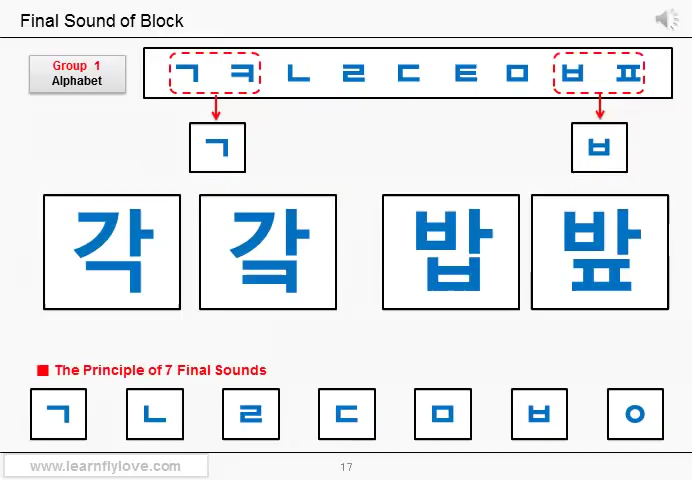 Final Sound of Block
Group 1
Alphabet
ㄱ ㅋ ㄴ ㄹ ㄷ ㅌ ㅁ ㅂ ㅍ
ㄱ ㅂ
각 갘 밥 밮
The Principle of 7 Final Sounds
ㄱ ㄴ ㄹ ㄷ ㅁ ㅂ ㅇ
www.learnflylove.com
17